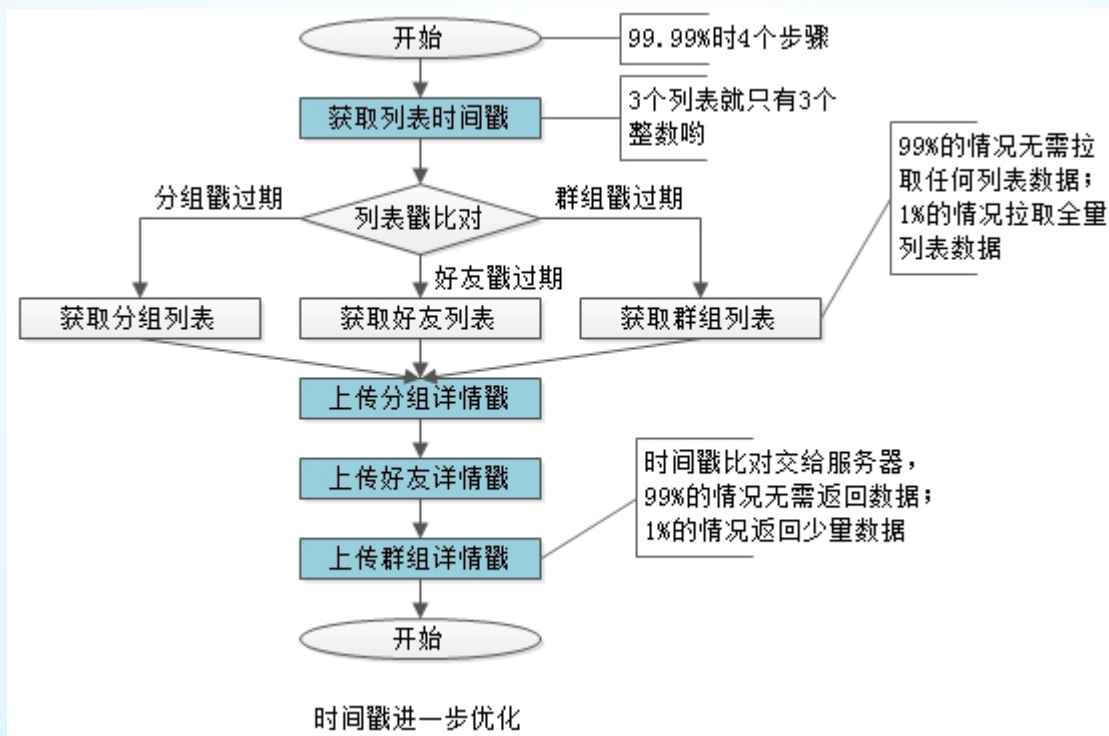 开始
99.99%时4个步骤
获取列表时间戳
3个列表就只有3个
整数哟
99%的情况无需拉
取任何列表数据;
1%的情况拉取全量
列表数据
分组戳过期
列表戳比对
群组戳过期
好友戳过期
获取分组列表
获取好友列表
获取群组列表
上传分组详情戳
上传好友详情戳
上传群组详情戳
时间戳比对交给服务器,
99%的情况无需返回数据;
1%的情况返回少量数据
开始
时间戳进一步优化